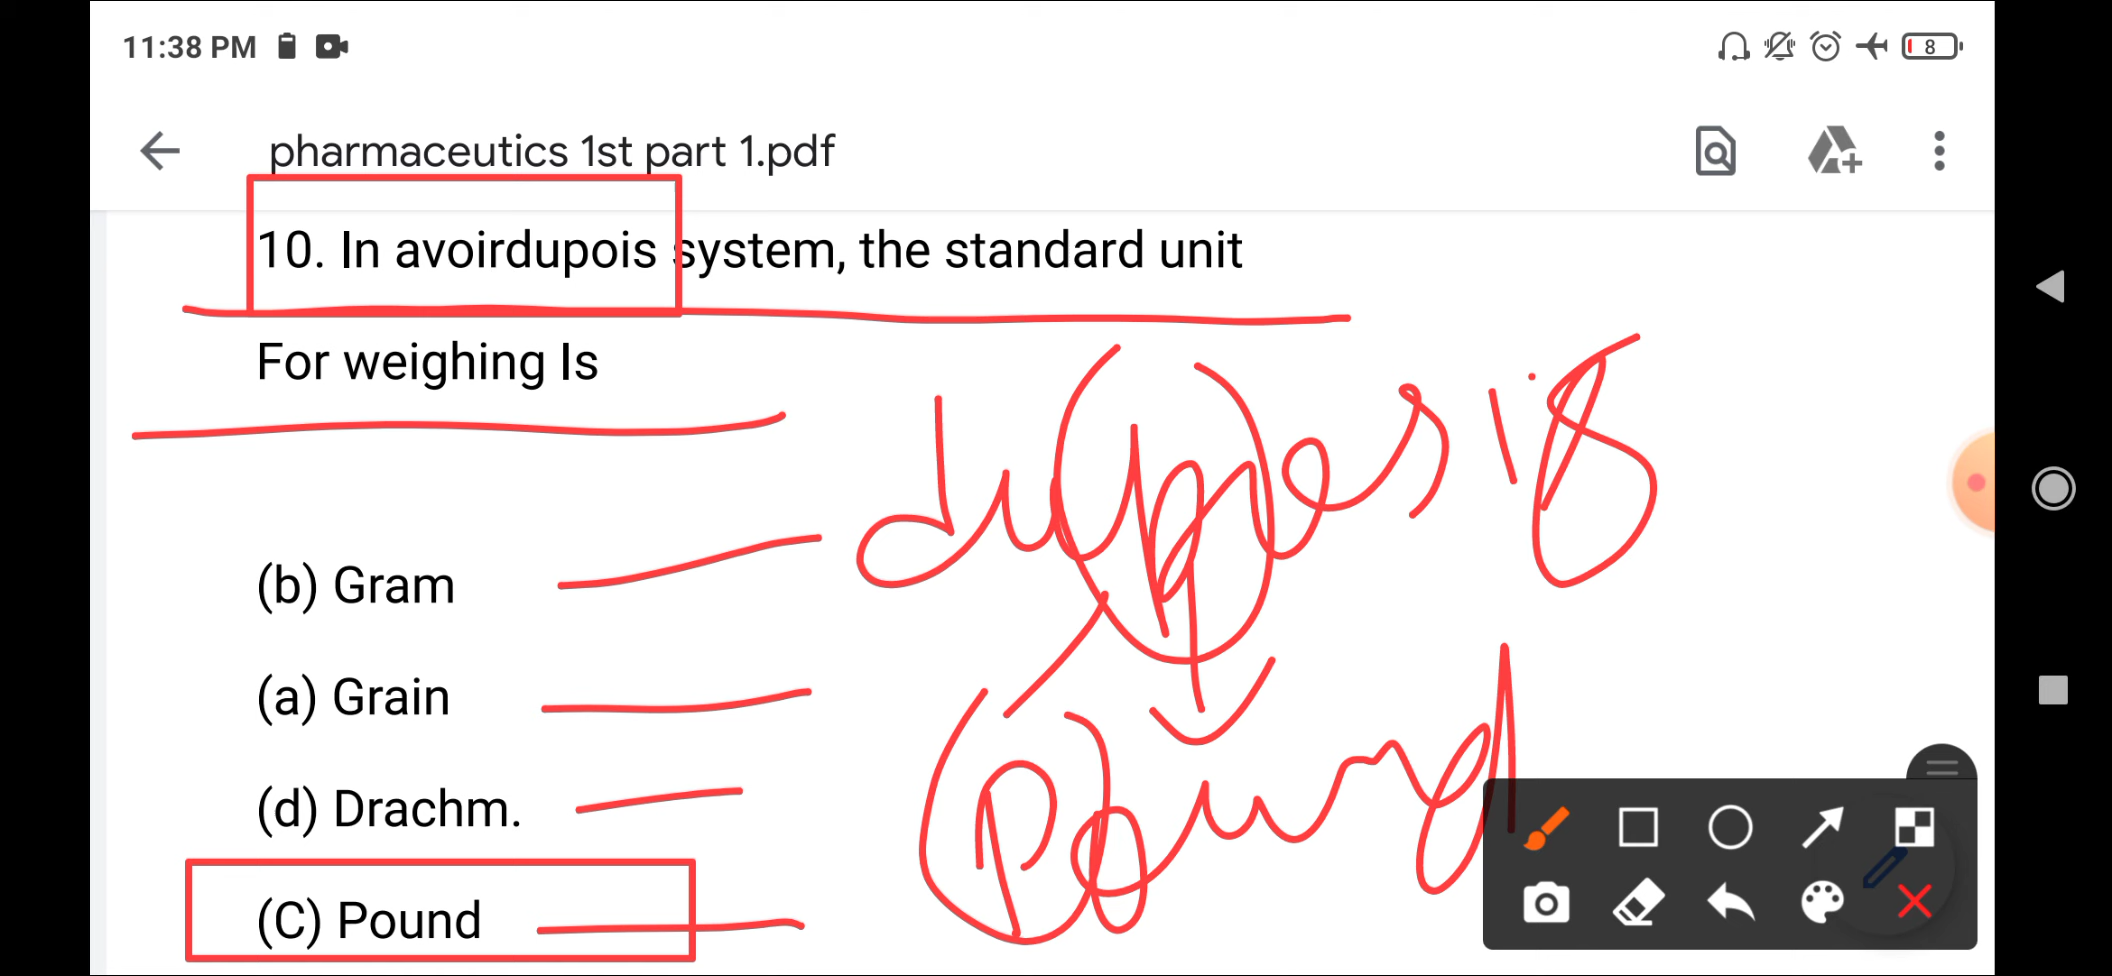 11:38 PM
8
pharmaceutics 1st part 1.pdf
10. In avoirdupois system, the standard unit
For weighing Is
(b) Gram
(a) Grain
(d) Drachm.
(C) Pound
Pound